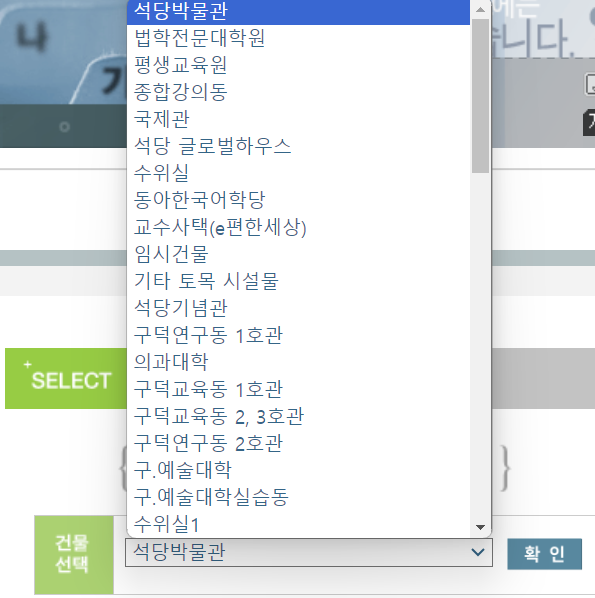 나
가
에는
니다.
석당박물관
법학전문대학원
평생교육원
종합강의동
국제관
석당 글로벌하우스
수위실
동아한국어학당
교수사택(e편한세상)
임시건물
기타 토목 시설물
석당기념관
구덕연구동 1호관
의과대학
구덕교육동 1호관
구덕교육동 2, 3호관
구덕연구동 2호관
구.예술대학
구.예술대학실습동
수위실1
+SELECT
건물
선택
석당박물관
확 인